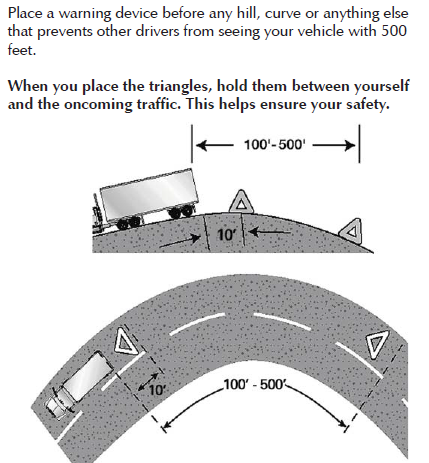 Place a warning device before any hill, curve or anything else
that prevents other drivers from seeing your vehicle with 500
feet.
When you place the triangles, hold them between yourself
and the oncoming traffic. This helps ensure your safety.
100'-500'
10'
10'
100' - 500'